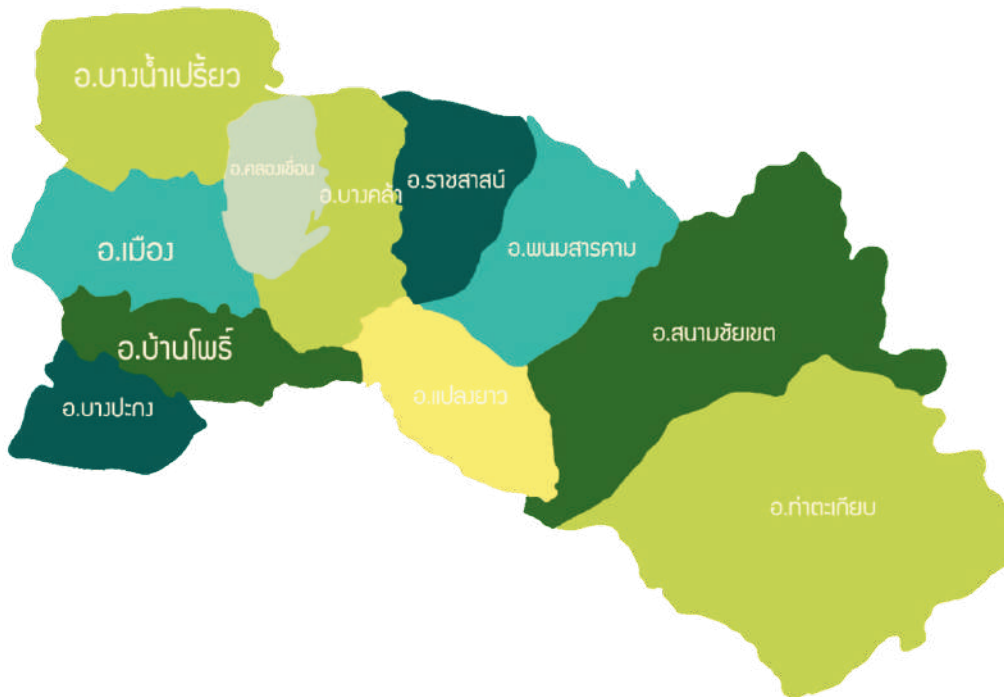 อ.บางน้ำเปรี้ยว
อ.คลองเขื่อน
อ.บางคล้า
อ.ราชสาสน์
อ.เมือง
อ.พนมสารคาม
อ.บ้านโพธิ์
อ.สนามชัยเขต
อ.แปลงยาว
อ.บางปะกง
อ.ท่าตะเกียบ